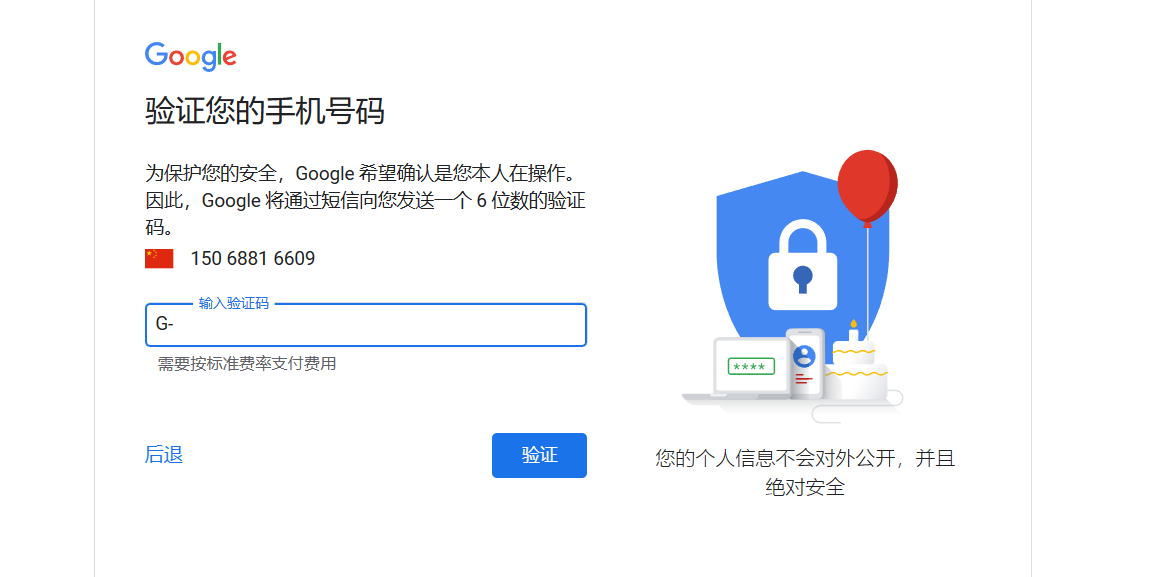 Google
验证您的手机号码
为保护您的安全，Google 希望确认是您本人在操作。
因此，Google 将通过短信向您发送一个 6 位数的验证
码。
150 6881 6609
输入验证码
G-
需要按标准费率支付费用
后退
验证
****
您的个人信息不会对外公开，并且
绝对安全